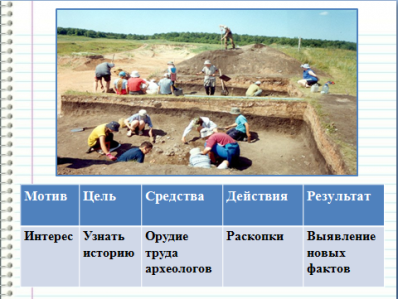 Мотив Цель Средства Действия Результат
Интерес Узнать Орудие Раскопки Выявление
историю труда новых
археологов фактов